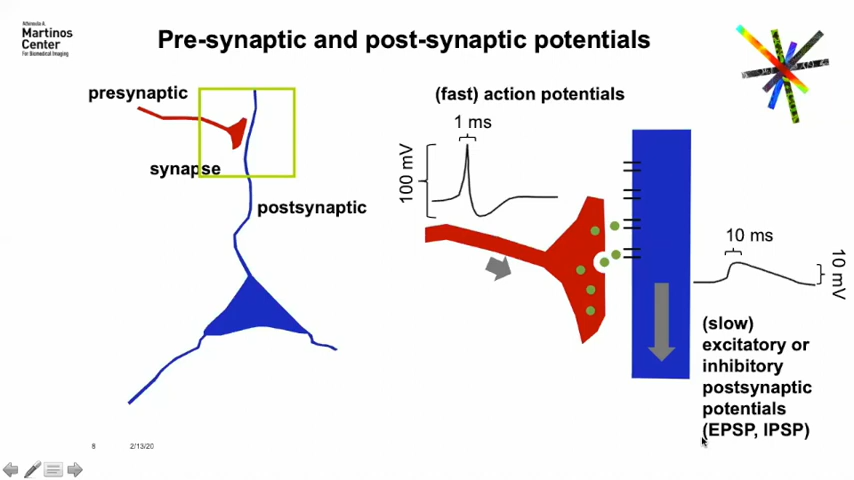 Athinoula A.
Martinos
Center
For Biomedical Imaging
Pre-synaptic and post-synaptic potentials
presynaptic
synapse
postsynaptic
(fast) action potentials
1 ms
100 mV
10 ms
10 mV
(slow)
excitatory or
inhibitory
postsynaptic
potentials
(EPSP, IPSP)
8
2/13/20